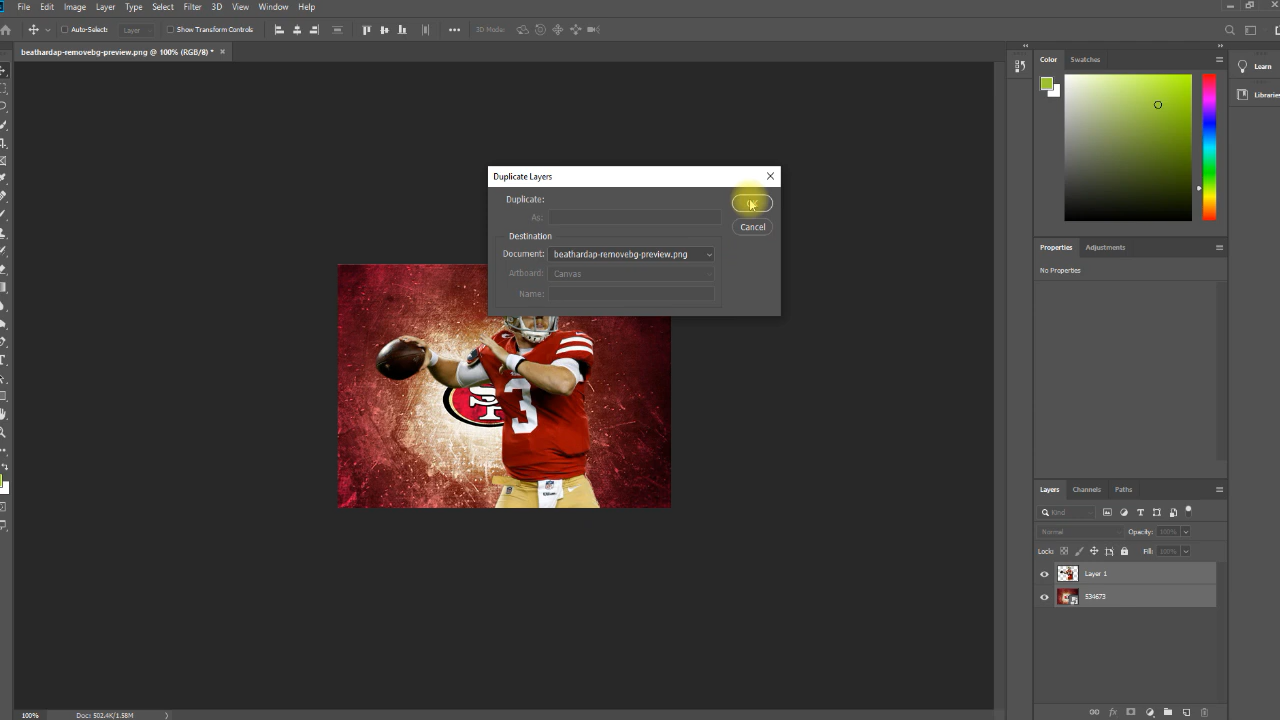 File Edit Image Layer Type Select Filter 3D View Window Help
Auto-Select: Layer Show Transform Controls 3D Mode:
beathardap-removebg-preview.png @ 100% (RGB/8) *
Color Swatches
Learn
Libraries
Duplicate Layers
Duplicate:
As:
Cancel
Destination
Document: beathardap-removebg-preview.png
Artboard: Canvas
Name:
Properties Adjustments
No Properties
SF
3
NFL
Layers Channels Paths
Kind
Normal Opacity: 100%
Lock: Fill: 100%
Layer 1
534673
100% Doc: 502.4K/1.58M